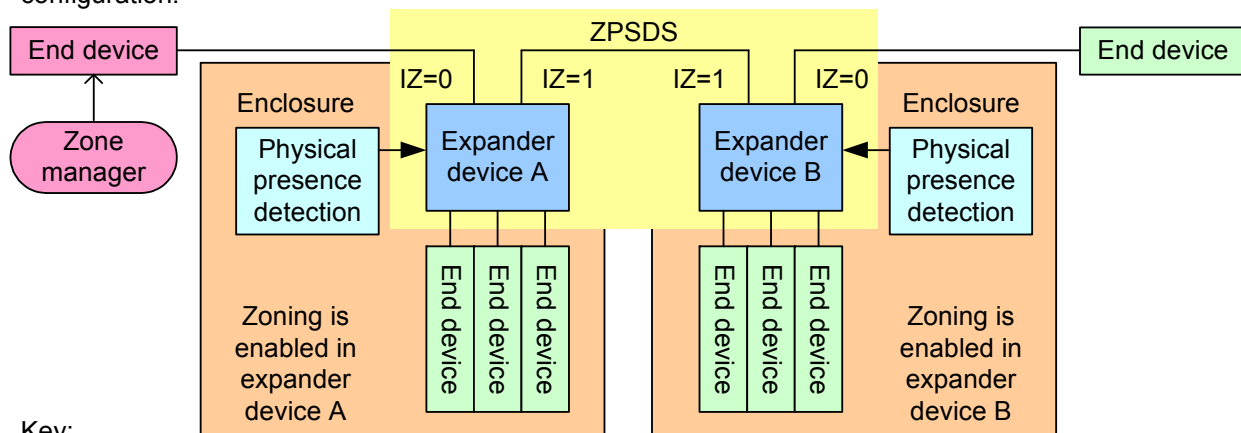 configuration.
ZPSDS
End device
End device
IZ=0
IZ=1
IZ=1
IZ=0
Enclosure
Enclosure
Zone
manager
Physical
presence
detection
Expander
device A
Expander
device B
Physical
presence
detection
End device
End device
End device
End device
End device
End device
Zoning is
enabled in
expander
device A
Zoning is
enabled in
expander
device B
Key: